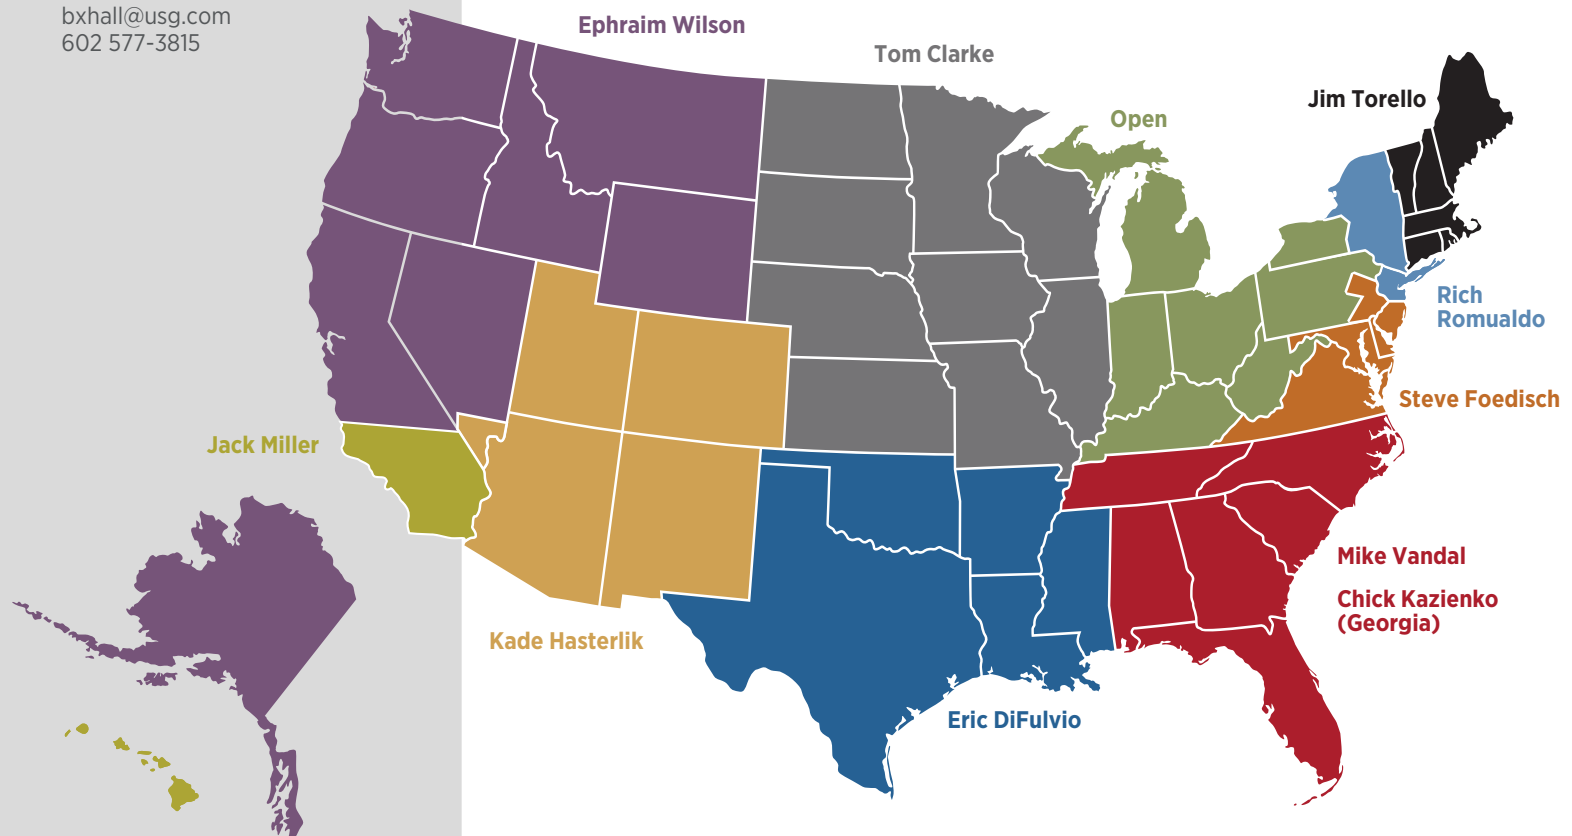 bxhall@usg.com
602 577-3815
Ephraim Wilson
Tom Clarke
Jim Torello
Open
Rich
Romualdo
Steve Foedisch
Jack Miller
Mike Vandal
Chick Kazienko
(Georgia)
Kade Hasterlik
Eric DiFulvio